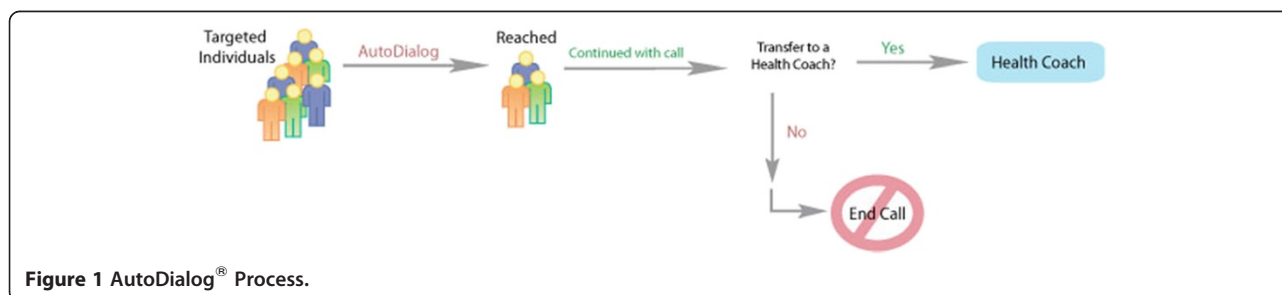 Targeted
Individuals
AutoDialog
Reached
Continued with call
Transfer to a
Health Coach?
Yes
Health Coach
No
End Call
Figure 1 AutoDialog® Process.